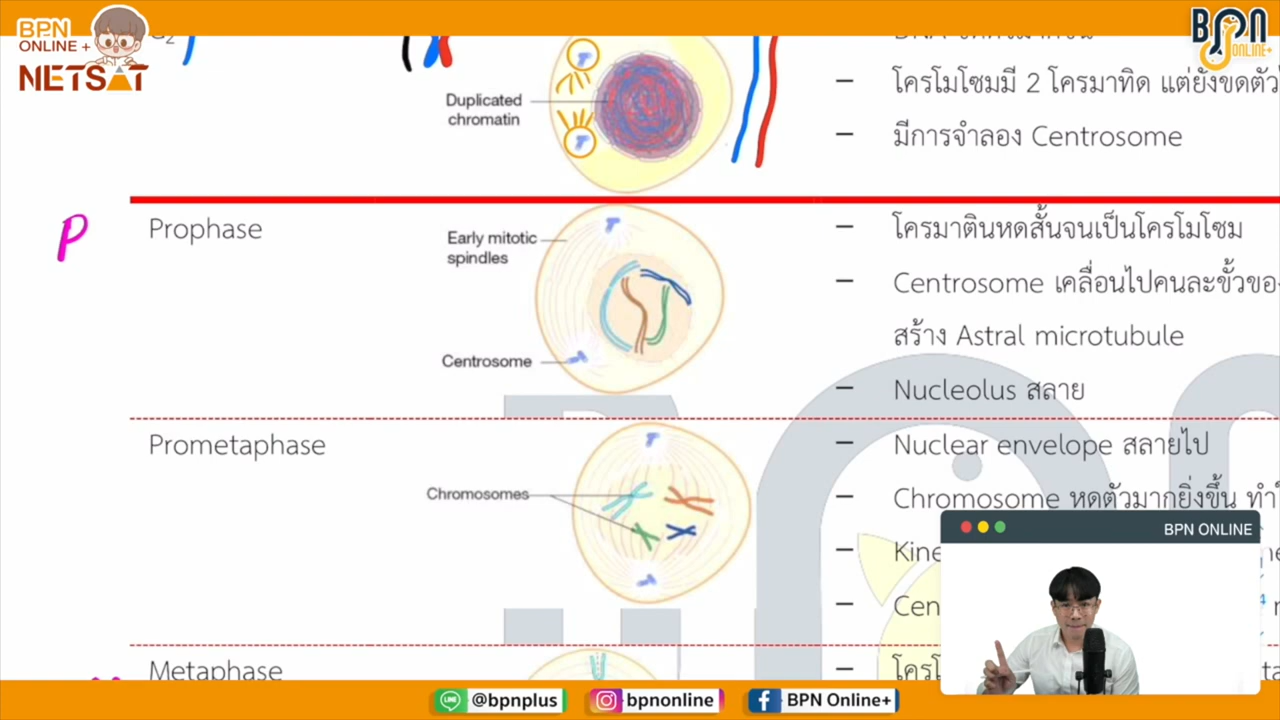 BPN
ONLINE +
NETSAT
BPN
ONLINE+
G₂
Duplicated
chromatin
– โครโมโซมมี 2 โครมาทิด แต่ยังขดตัว
– มีการจำลอง Centrosome
P
Prophase
Early mitotic
spindles
Centrosome
– โครมาตินหดสั้นจนเป็นโครโมโซม
– Centrosome เคลื่อนไปคนละขั้วขอ
สร้าง Astral microtubule
– Nucleolus สลาย
Prometaphase
Chromosomes
– Nuclear envelope สลายไป
– Chromosome หดตัวมากยิ่งขึ้น
– Kine
– Cen
BPN ONLINE
Metaphase
@bpnplus
bpnonline
BPN Online+